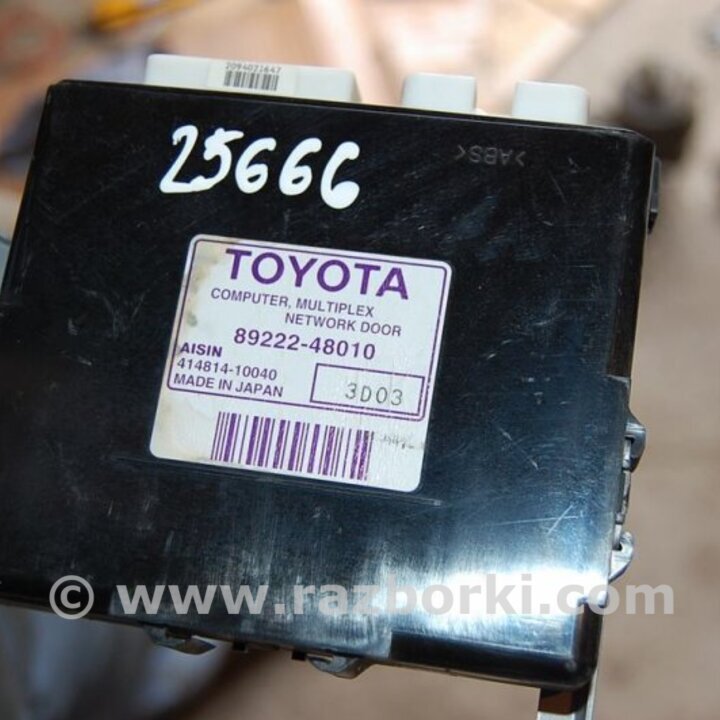 2094022647
>ABS<
25666
TOYOTA
COMPUTER, MULTIPLEX
NETWORK DOOR
89222-48010
AISIN
414814-10040
MADE IN JAPAN
3D03
© www.razborki.com